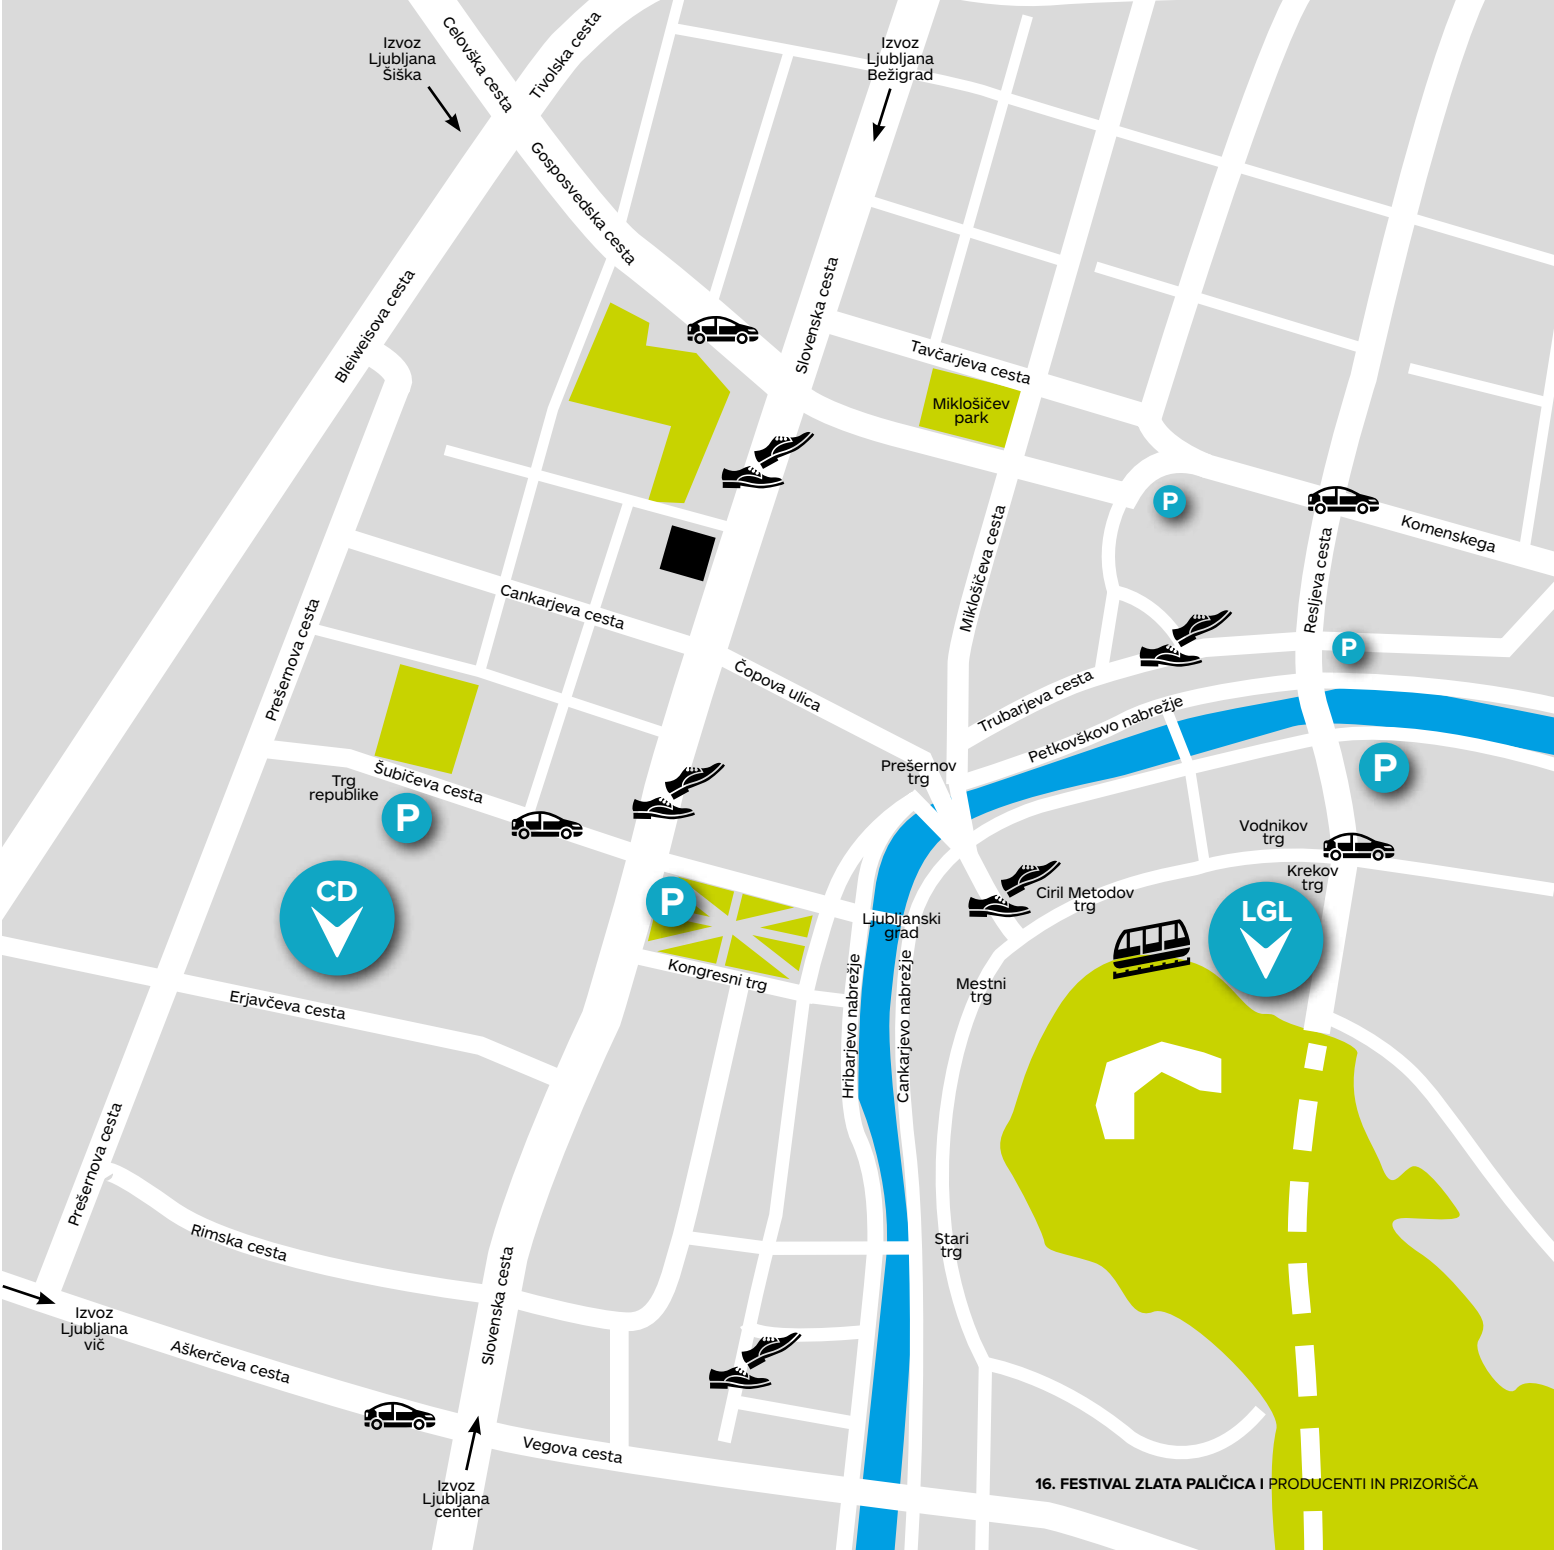 Celovška cesta
Tivolska cesta
Izvoz
Ljubljana
Šiška
Izvoz
Ljubljana
Bežigrad
Gosposvedska cesta
Bleiweisova cesta
Slovenska cesta
Tavčarjeva cesta
Miklošičev
park
P
Komenskega
Miklošičeva cesta
Resljeva cesta
Cankarjeva cesta
Prešernova cesta
P
Čopova ulica
Trubarjeva cesta
Petkovškovo nabrežje
Prešernov
trg
P
Šubičeva cesta
Trg
republike
P
Vodnikov
trg
Krekov
trg
CD
P
Ciril Metodov
trg
LGL
Ljubljanski
grad
Kongresni trg
Mestni
trg
Erjavčeva cesta
Hribarjevo nabrežje
Cankarjevo nabrežje
Prešernova cesta
Rimska cesta
Stari
trg
Slovenska cesta
Izvoz
Ljubljana
vič
Aškerčeva cesta
Vegova cesta
Izvoz
Ljubljana
center
16. FESTIVAL ZLATA PALIČICA I PRODUCENTI IN PRIZORIŠČA